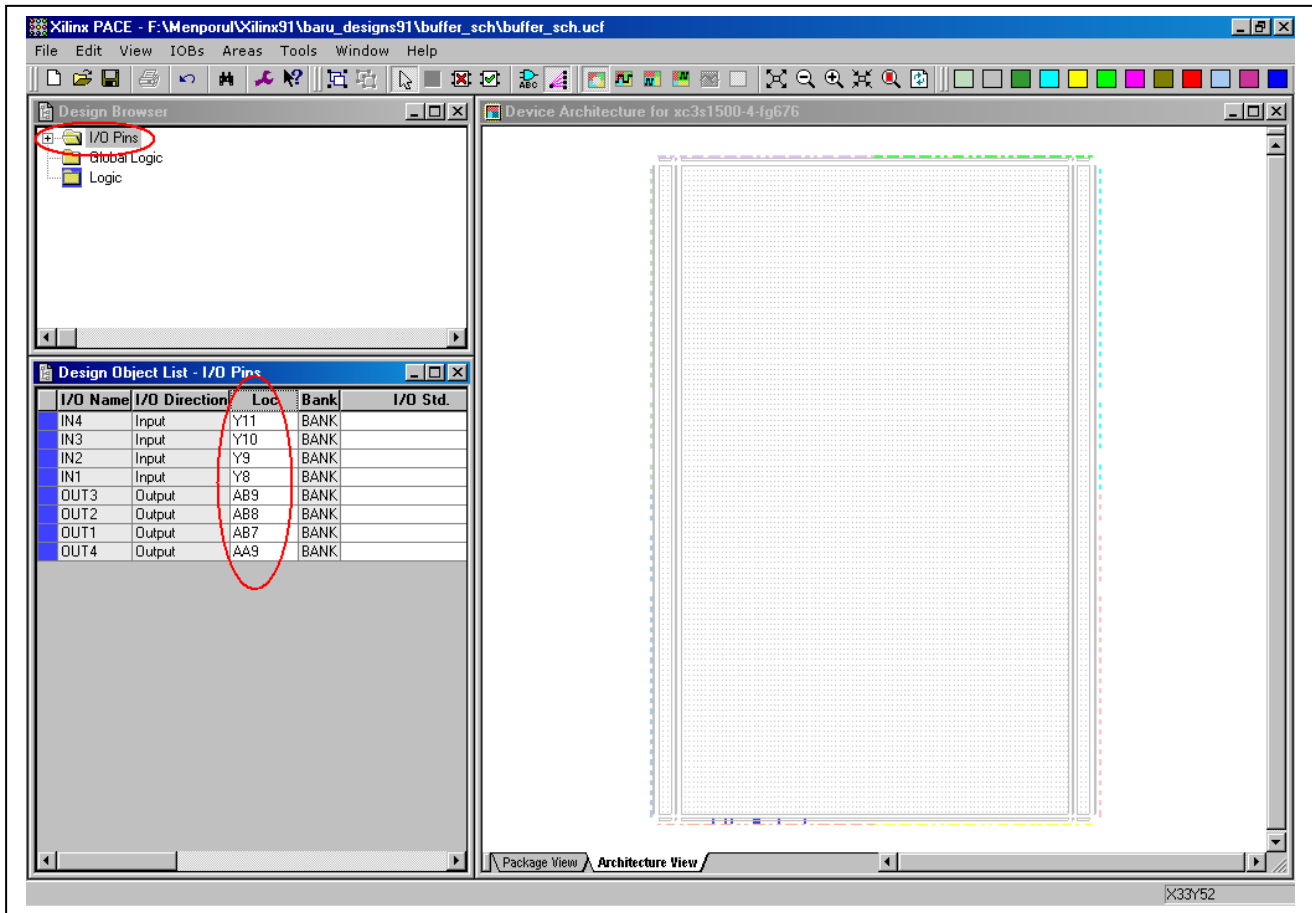 Xilinx PACE - F:\Menporul\Xilinx91\baru_designs91\buffer_sch\buffer_sch.ucf
File Edit View IOBs Areas Tools Window Help
ABC
Design Browser
I/O Pins
Global Logic
Logic
Design Object List - I/O Pins
I/O Name I/O Direction Loc Bank I/O Std.
IN4 Input Y11 BANK
IN3 Input Y10 BANK
IN2 Input Y9 BANK
IN1 Input Y8 BANK
OUT3 Output AB9 BANK
OUT2 Output AB8 BANK
OUT1 Output AB7 BANK
OUT4 Output AA9 BANK
Device Architecture for xc3s1500-4-fg676
Package View Architecture View
X33Y52